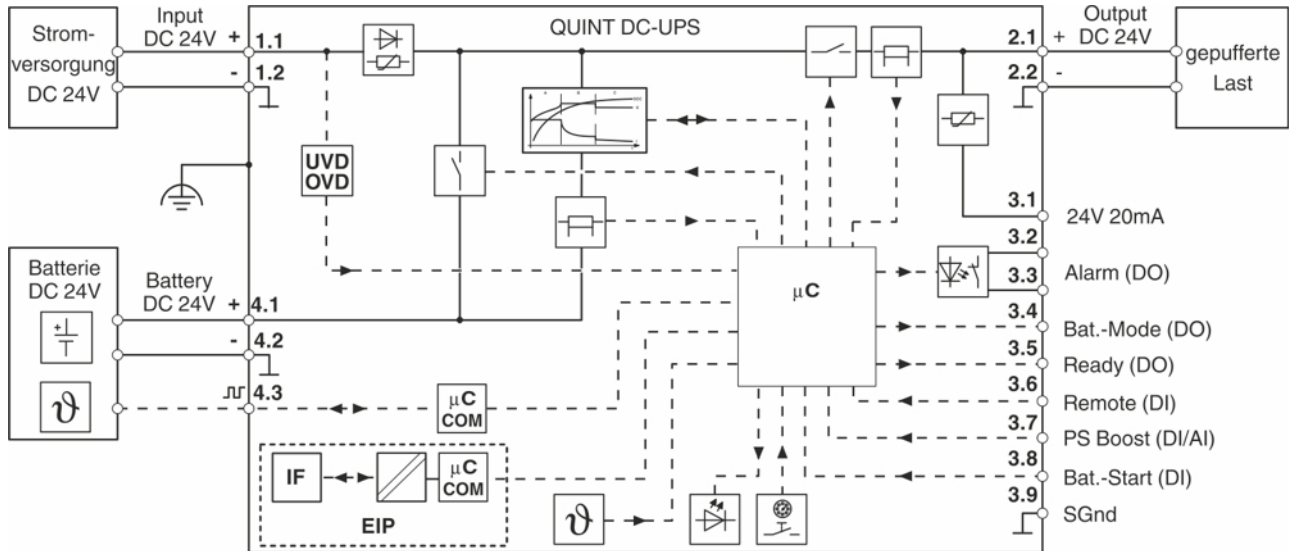 Strom-
versorgung
DC 24V
Input
DC 24V
+
1.1
-
1.2
QUINT DC-UPS
2.1
+
2.2
-
Output
DC 24V
gepufferte
Last
UVD
OVD
3.1
24V 20mA
3.2
3.3
Alarm (DO)
µC
3.4
Bat.-Mode (DO)
3.5
Ready (DO)
3.6
Remote (DI)
3.7
PS Boost (DI/AI)
3.8
Bat.-Start (DI)
3.9
SGnd
Batterie
DC 24V
+
ϑ
Battery
DC 24V
+
4.1
-
4.2
4.3
µC
COM
IF
µC
COM
EIP
ϑ